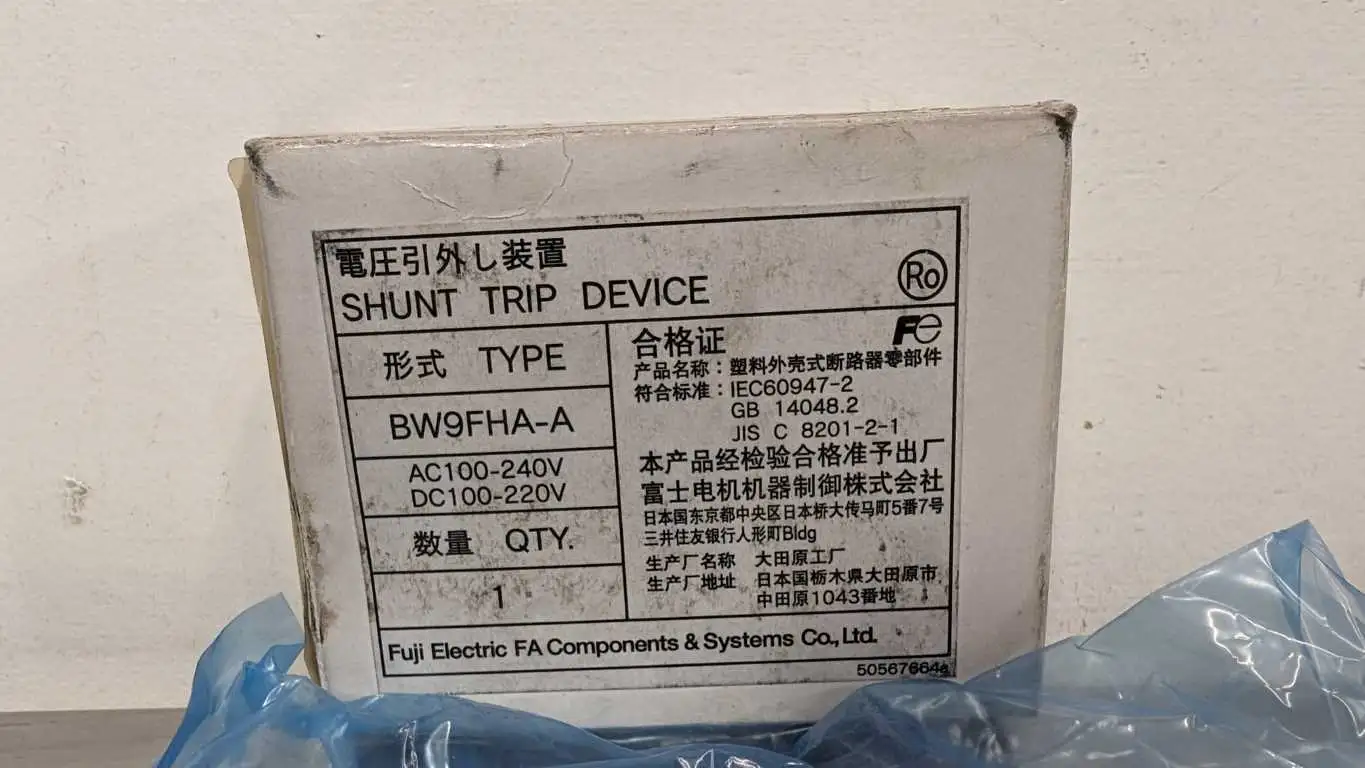 電圧引外し装置
SHUNT TRIP DEVICE
Ro
形式 TYPE
BW9FHA-A
AC100-240V
DC100-220V
数量 QTY.
1
Fe
合格证
产品名称：塑料外壳式断路器零部件
符合标准：IEC60947-2
GB 14048.2
JIS C 8201-2-1
本产品经检验合格准予出厂
富士电机机器制御株式会社
日本国东京都中央区日本桥大传马町5番7号
三井住友银行人形町Bldg
生产厂名称 大田原工厂
生产厂地址 日本国栃木県大田原市
中田原1043番地
Fuji Electric FA Components & Systems Co., Ltd.
50567664a